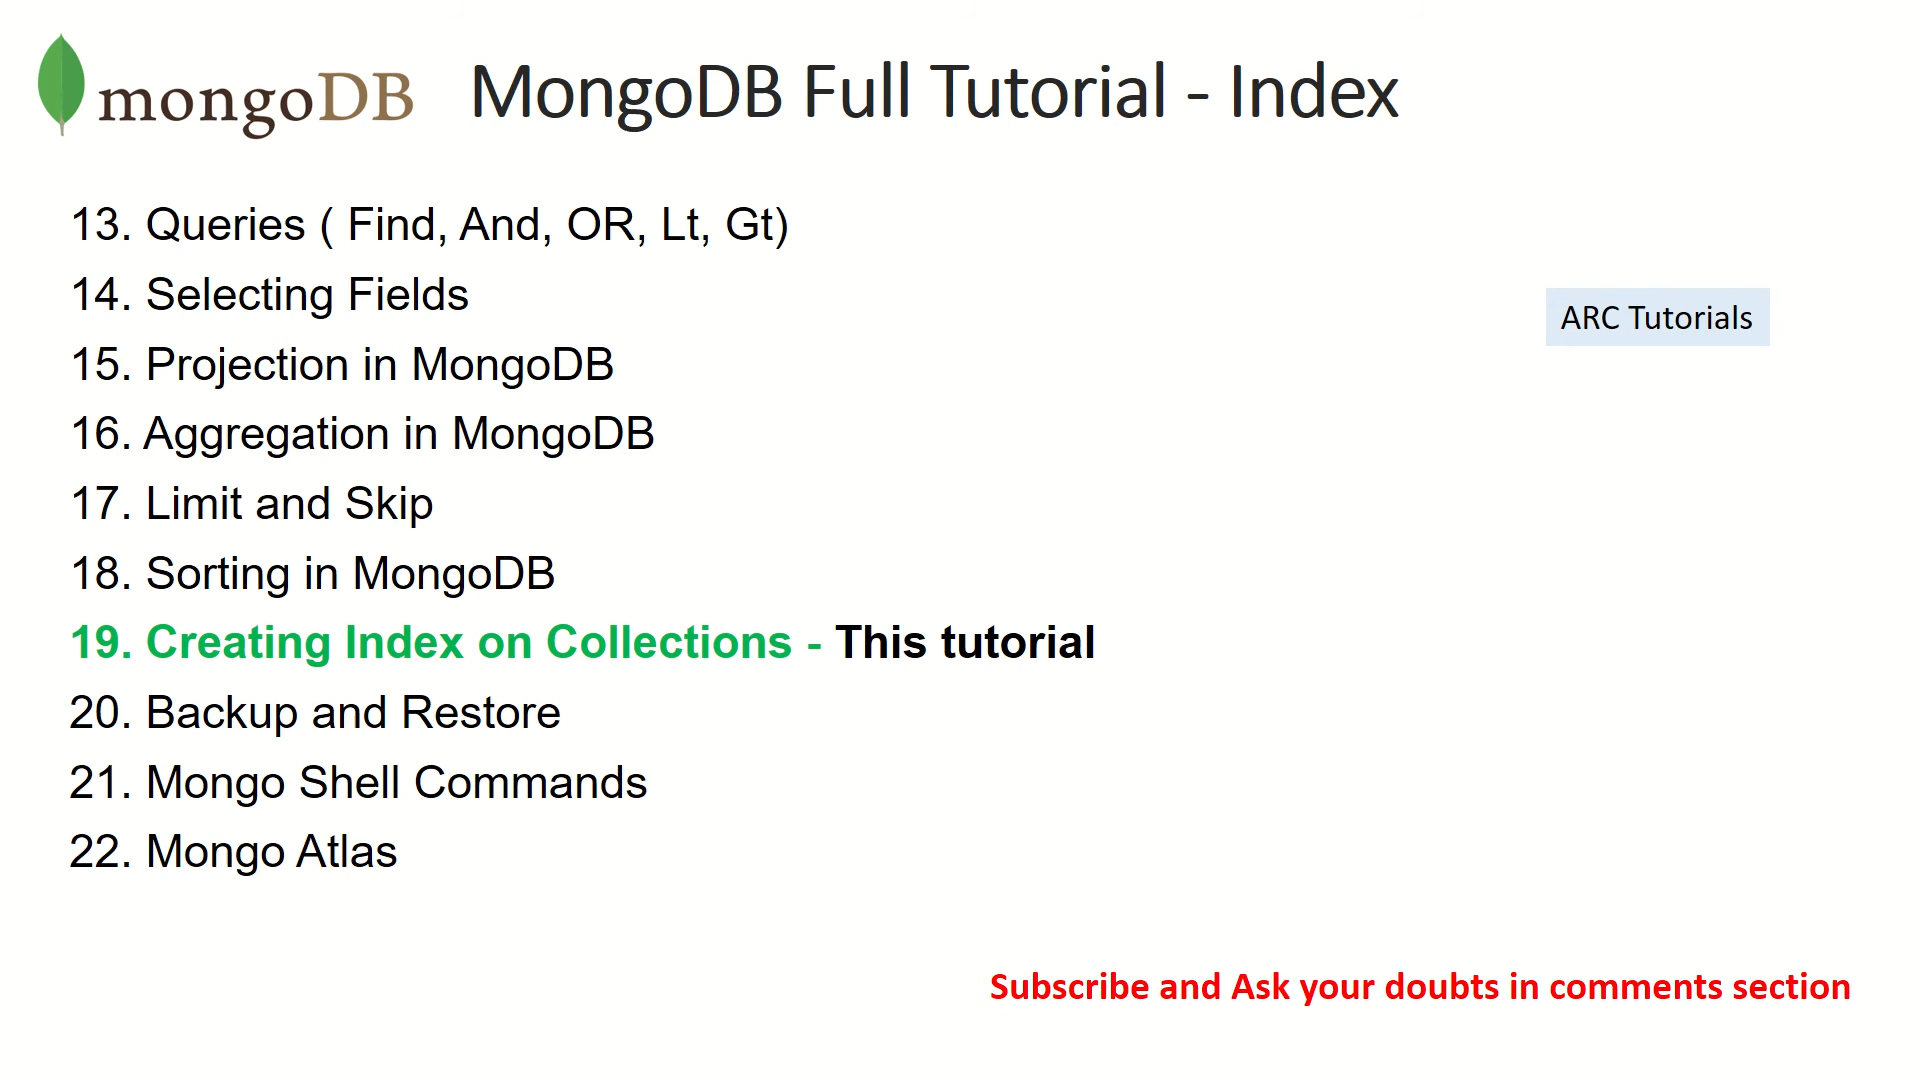 mongoDB
MongoDB Full Tutorial - Index
13. Queries ( Find, And, OR, Lt, Gt)
14. Selecting Fields
ARC Tutorials
15. Projection in MongoDB
16. Aggregation in MongoDB
17. Limit and Skip
18. Sorting in MongoDB
19. Creating Index on Collections - This tutorial
20. Backup and Restore
21. Mongo Shell Commands
22. Mongo Atlas
Subscribe and Ask your doubts in comments section